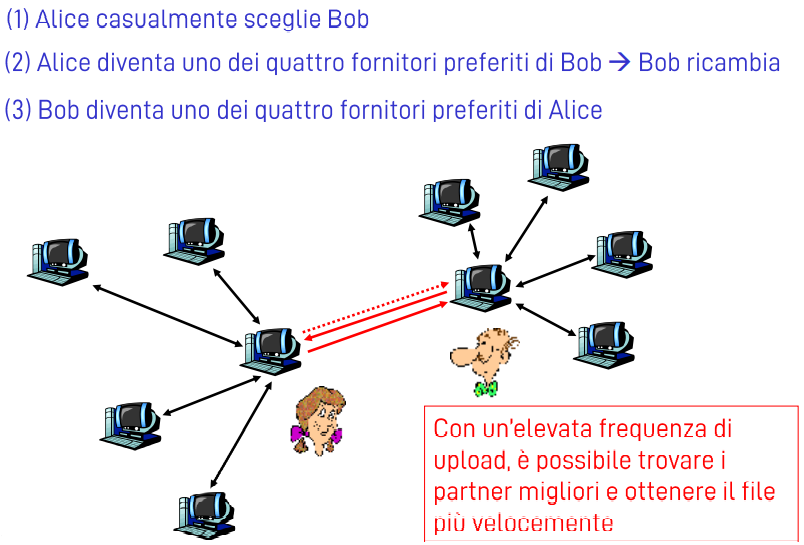 (1) Alice casualmente sceglie Bob
(2) Alice diventa uno dei quattro fornitori preferiti di Bob → Bob ricambia
(3) Bob diventa uno dei quattro fornitori preferiti di Alice
Con un'elevata frequenza di
upload, è possibile trovare i
partner migliori e ottenere il file
più velocemente